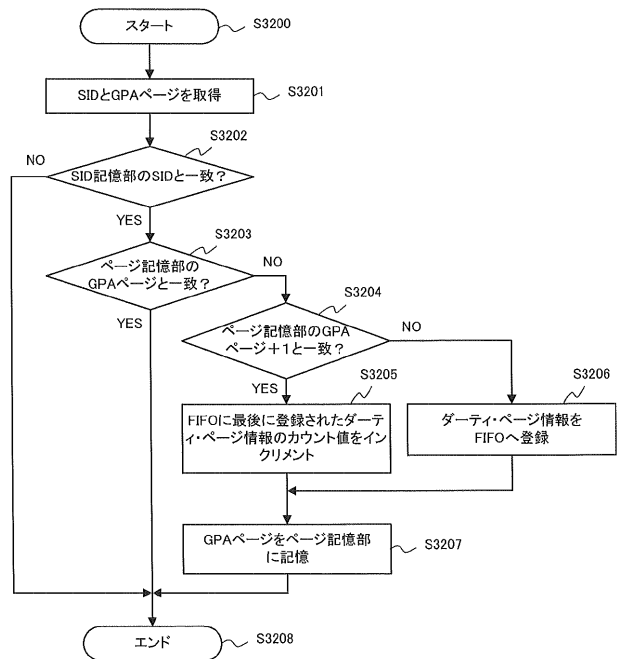 スタート
S3200
SIDとGPAページを取得
S3201
S3202
NO
SID記憶部のSIDと一致?
YES
S3203
ページ記憶部の
GPAページと一致?
NO
YES
S3204
ページ記憶部のGPA
ページ+1と一致?
NO
YES
S3205
FIFOに最後に登録されたダーテ
ィ・ページ情報のカウント値をイン
クリメント
S3206
ダーティ・ページ情報を
FIFOへ登録
GPAページをページ記憶部
に記憶
S3207
エンド
S3208